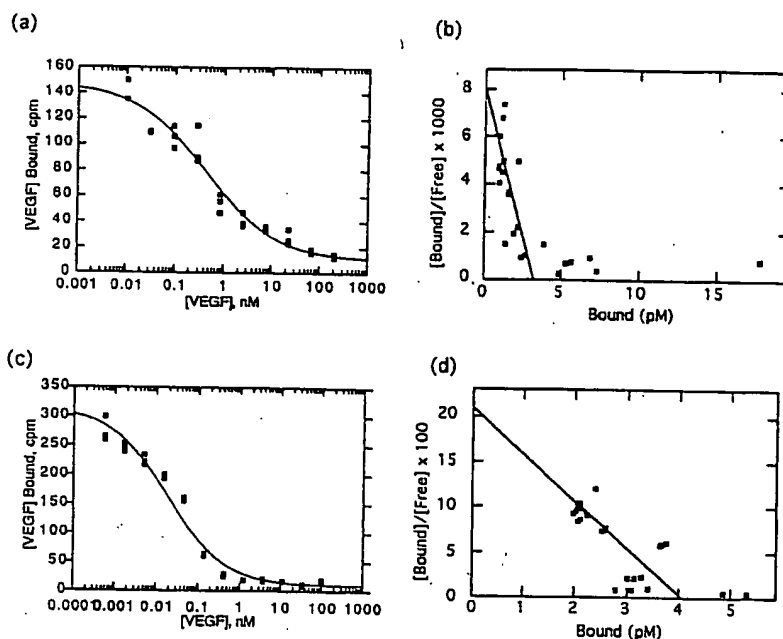 (a)
[VEGF] Bound, cpm
160
140
120
100
80
60
40
20
0
0.001 0.01 0.1 1 10 100 1000
[VEGF], nM
(b)
[Bound]/[Free] x 1000
8
6
4
2
0
0 5 10 15
Bound (pM)
(c)
[VEGF] Bound, cpm
350
300
250
200
150
100
50
0
0.0001 0.01 0.1 1 10 100 1000
[VEGF], nM
(d)
[Bound]/[Free] x 100
20
15
10
5
0
0 1 2 3 4 5
Bound (pM)